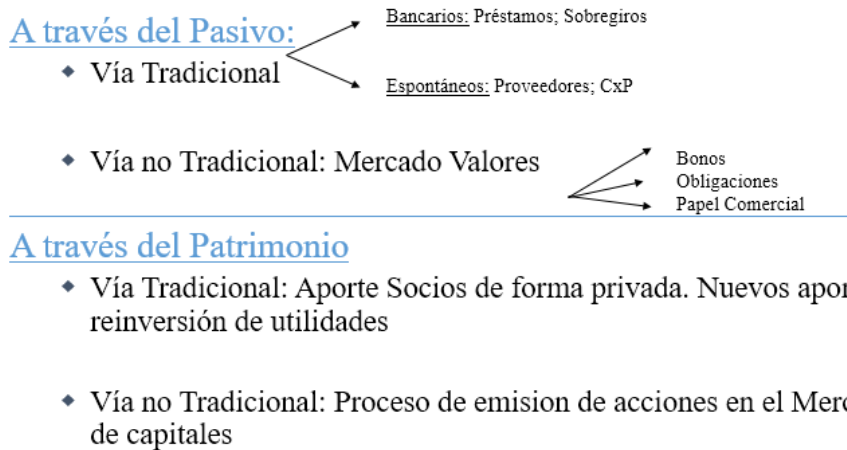 A través del Pasivo:
Bancarios: Préstamos; Sobregiros
Vía Tradicional
Espontáneos: Proveedores; CxP
Vía no Tradicional: Mercado Valores
Bonos
Obligaciones
Papel Comercial
A través del Patrimonio
Vía Tradicional: Aporte Socios de forma privada. Nuevos
reinversión de utilidades
Vía no Tradicional: Proceso de emision de acciones en el
de capitales